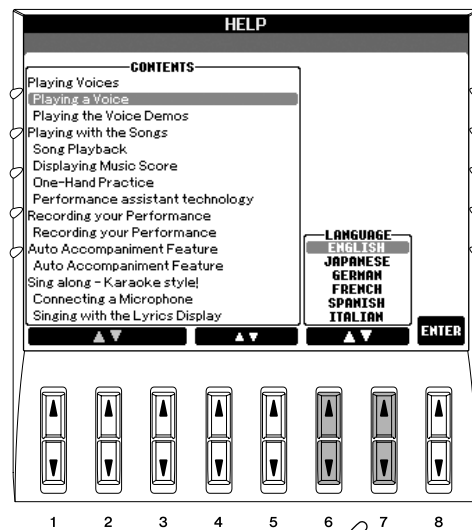 HELP
CONTENTS
Playing Voices
Playing a Voice
Playing the Voice Demos
Playing with the Songs
Song Playback
Displaying Music Score
One-Hand Practice
Performance assistant technology
Recording your Performance
Recording your Performance
Auto Accompaniment Feature
Auto Accompaniment Feature
Sing along - Karaoke style!
Connecting a Microphone
Singing with the Lyrics Display
LANGUAGE
ENGLISH
JAPANESE
GERMAN
FRENCH
SPANISH
ITALIAN
ENTER
1 2 3 4 5 6 7 8